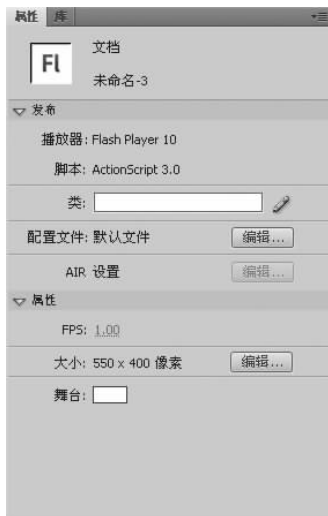 属性 库
Fl 文档
未命名-3
发布
播放器: Flash Player 10
脚本: ActionScript 3.0
类:
配置文件: 默认文件 编辑...
AIR 设置 编辑...
属性
FPS: 1.00
大小: 550 x 400 像素 编辑...
舞台: